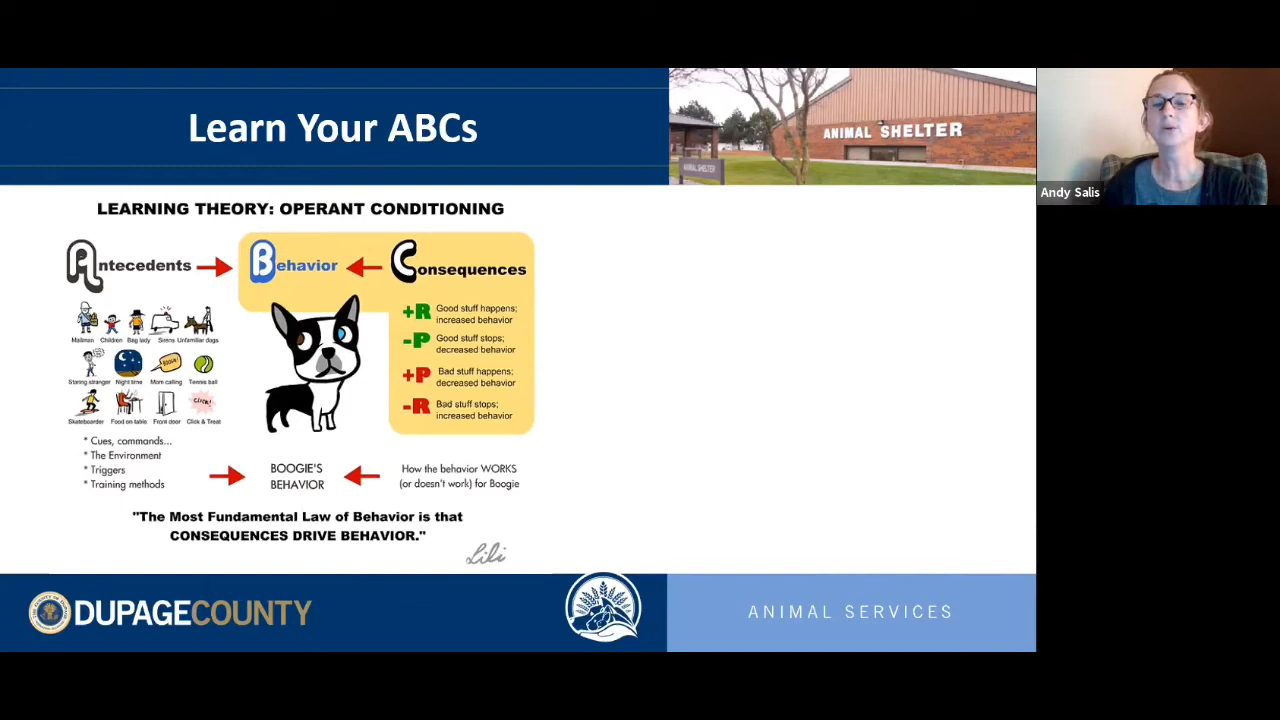 Learn Your ABCs
ANIMAL SHELTER
ANIMAL SHELTER
Andy Salis
LEARNING THEORY: OPERANT CONDITIONING
Antecedents
Behavior
Consequences
Mailman Children Bag lady Sirens Unfamiliar dogs
BOOGIE!
Staring stranger Night time Mom calling Tennis ball
CLICK!
Skateboarder Food on table Front door Click & Treat
+R Good stuff happens;
increased behavior
-P Good stuff stops;
decreased behavior
+P Bad stuff happens;
decreased behavior
-R Bad stuff stops;
increased behavior
* Cues, commands...
* The Environment
* Triggers
* Training methods
BOOGIE'S
BEHAVIOR
How the behavior WORKS
(or doesn't work) for Boogie
"The Most Fundamental Law of Behavior is that
CONSEQUENCES DRIVE BEHAVIOR."
Lili
DUPAGECOUNTY
ANIMAL SERVICES